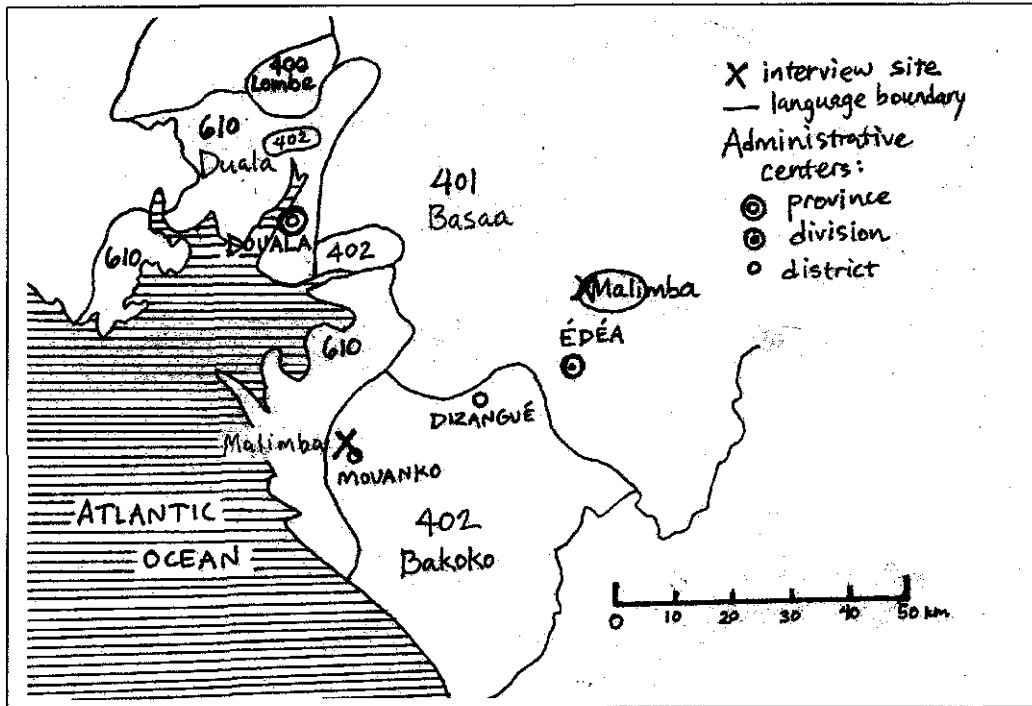 400
Lombe
610
402
Duala
401
Basaa
DOUALA
402
610
Malimba
ÉDÉA
610
DIZANGUÉ
Malimba
MOUANKO
ATLANTIC
OCEAN
402
Bakoko
X interview site
— language boundary
Administrative
centers:
province
division
district
0 10 20 30 40 50 km.